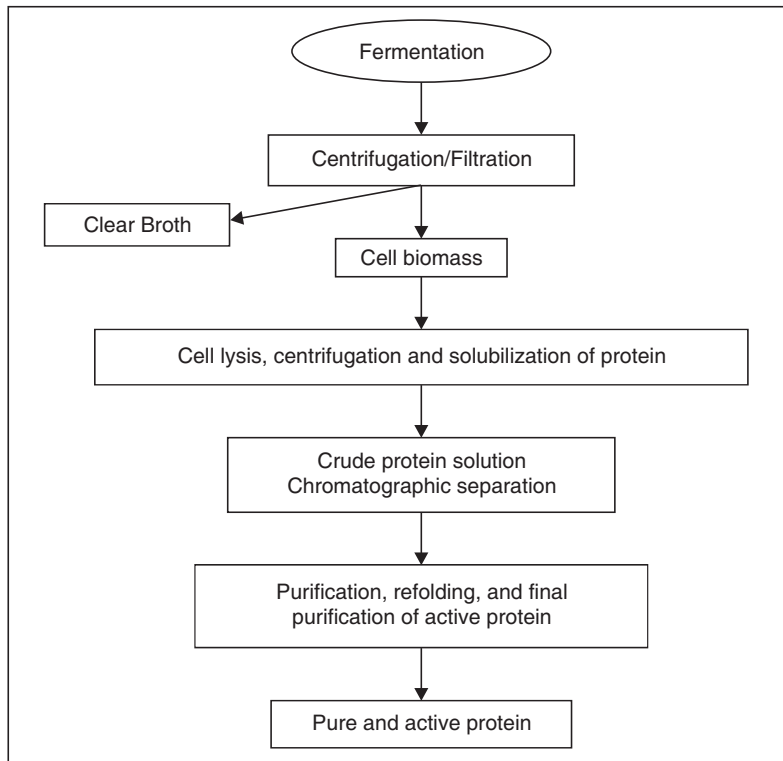 Fermentation
Centrifugation/Filtration
Clear Broth
Cell biomass
Cell lysis, centrifugation and solubilization of protein
Crude protein solution
Chromatographic separation
Purification, refolding, and final
purification of active protein
Pure and active protein